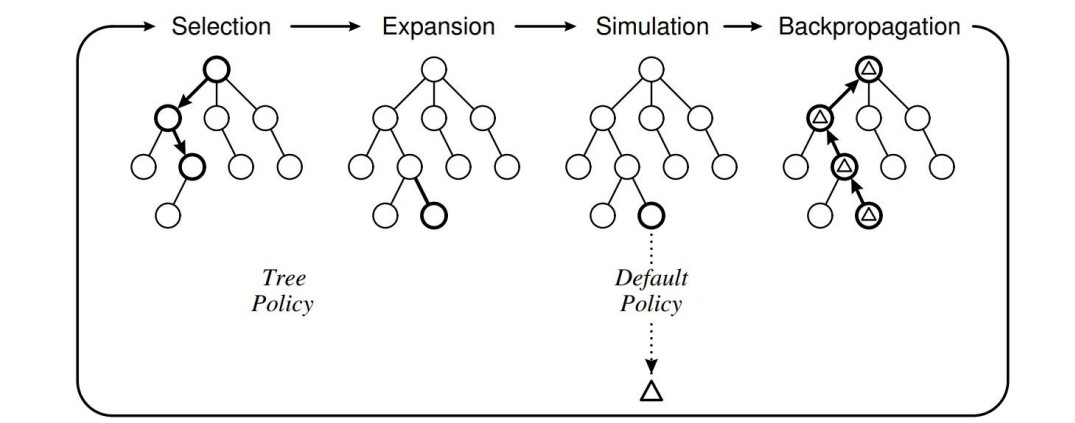 Selection
Expansion
Simulation
Backpropagation
Tree
Policy
Default
Policy